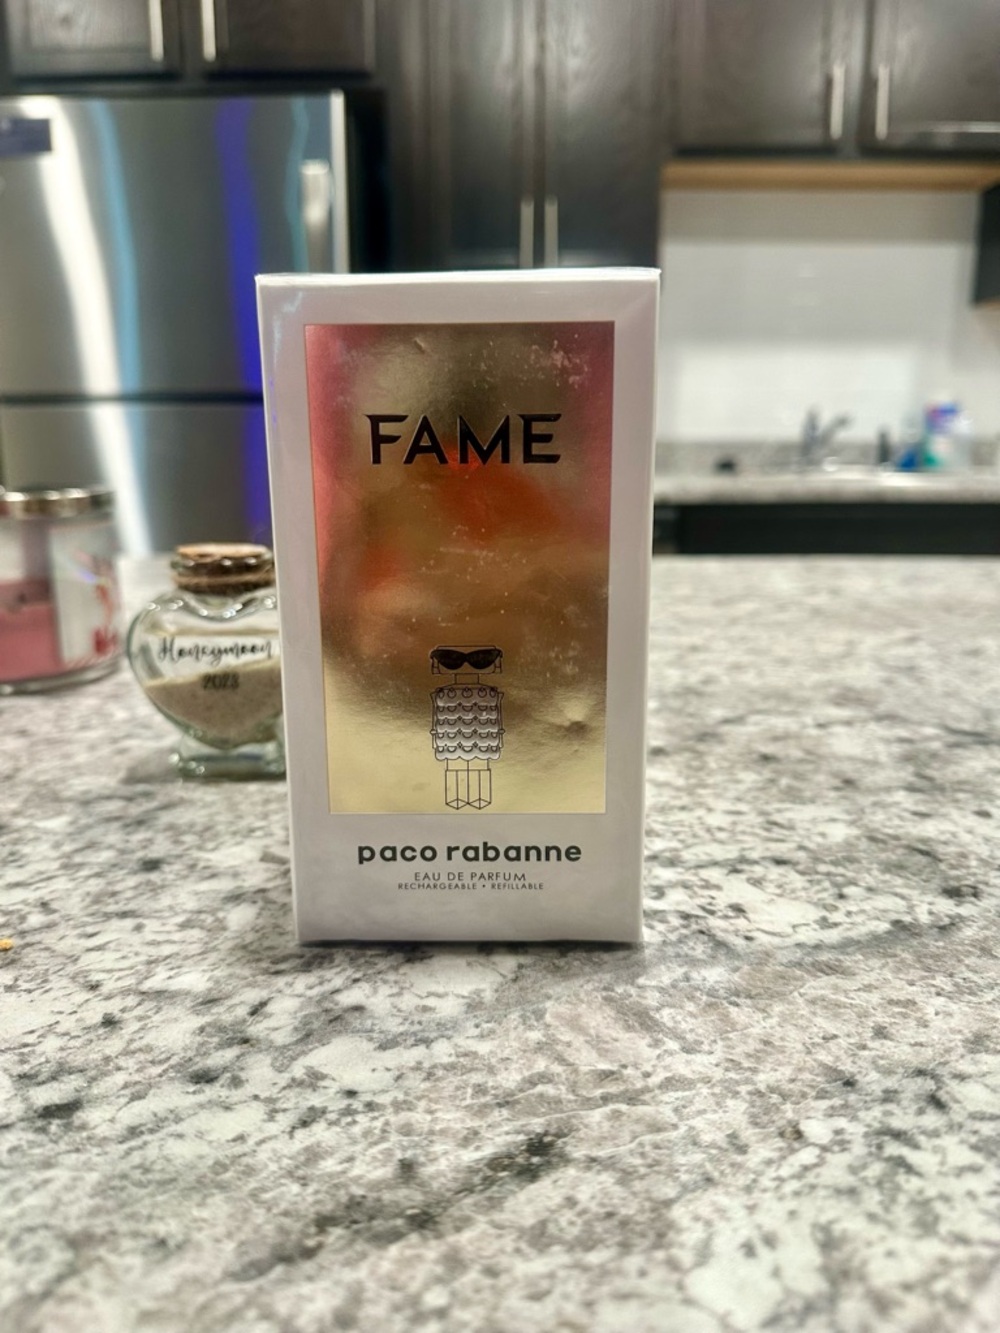 FAME
Honeymoon
2023
paco rabanne
EAU DE PARFUM
RECHARGEABLE • REFILLABLE